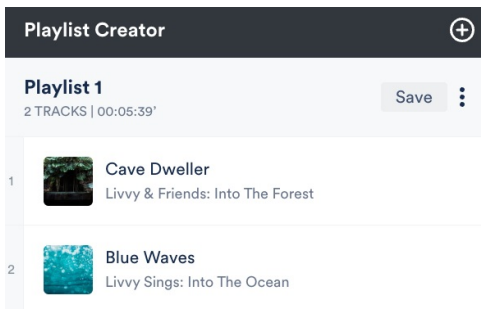 Playlist Creator
Playlist 1
Save
2 TRACKS | 00:05:39’
1
Cave Dweller
Livvy & Friends: Into The Forest
2
Blue Waves
Livvy Sings: Into The Ocean